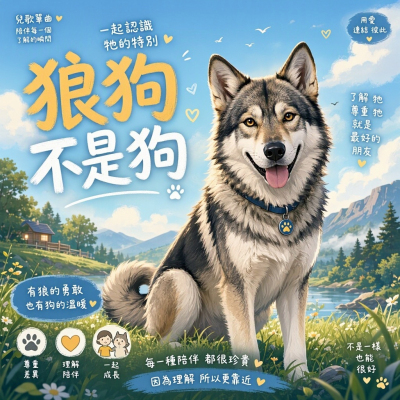 兒歌單曲
陪伴每一個
了解的瞬間
一起認識
牠的特別
用愛
連結 彼此
狼狗
不是狗
了解 牠
尊重 牠
就是
最好的
朋友
有狼的勇敢
也有狗的溫暖
尊重
差異
理解
陪伴
一起
成長
每一種陪伴 都很珍貴
因為理解 所以更靠近
不是一樣
也能
很好